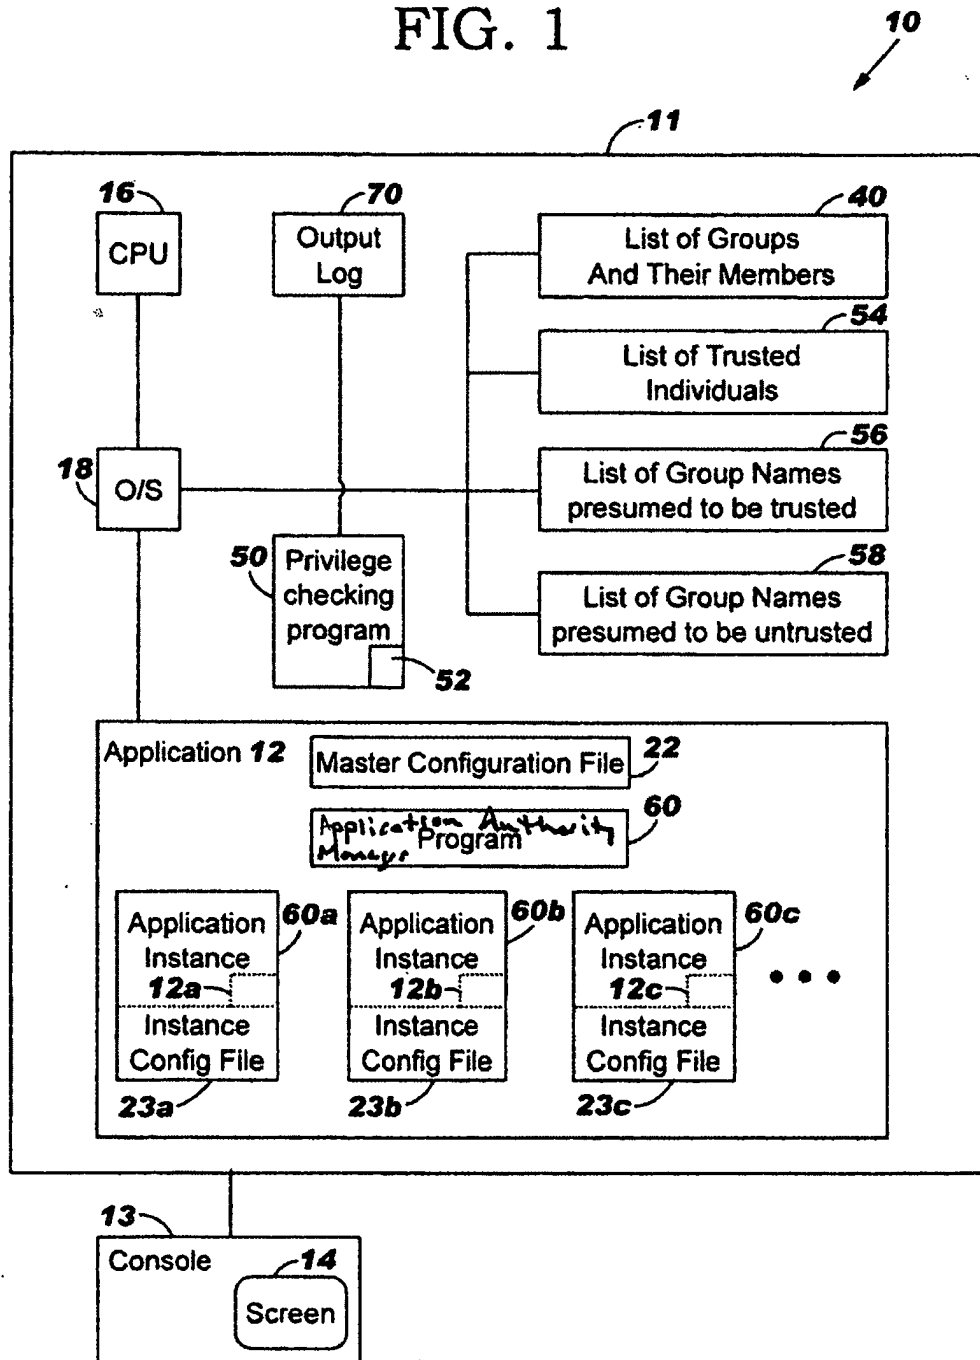 FIG. 1
10
11
16
CPU
70
Output
Log
40
List of Groups
And Their Members
54
List of Trusted
Individuals
18
O/S
56
List of Group Names
presumed to be trusted
50
Privilege
checking
program
52
58
List of Group Names
presumed to be untrusted
Application 12
Master Configuration File
22
Application Authority
Program
60
Application
Instance
12a
Instance
Config File
60a
23a
Application
Instance
12b
Instance
Config File
60b
23b
Application
Instance
12c
Instance
Config File
60c
23c
13
Console
14
Screen